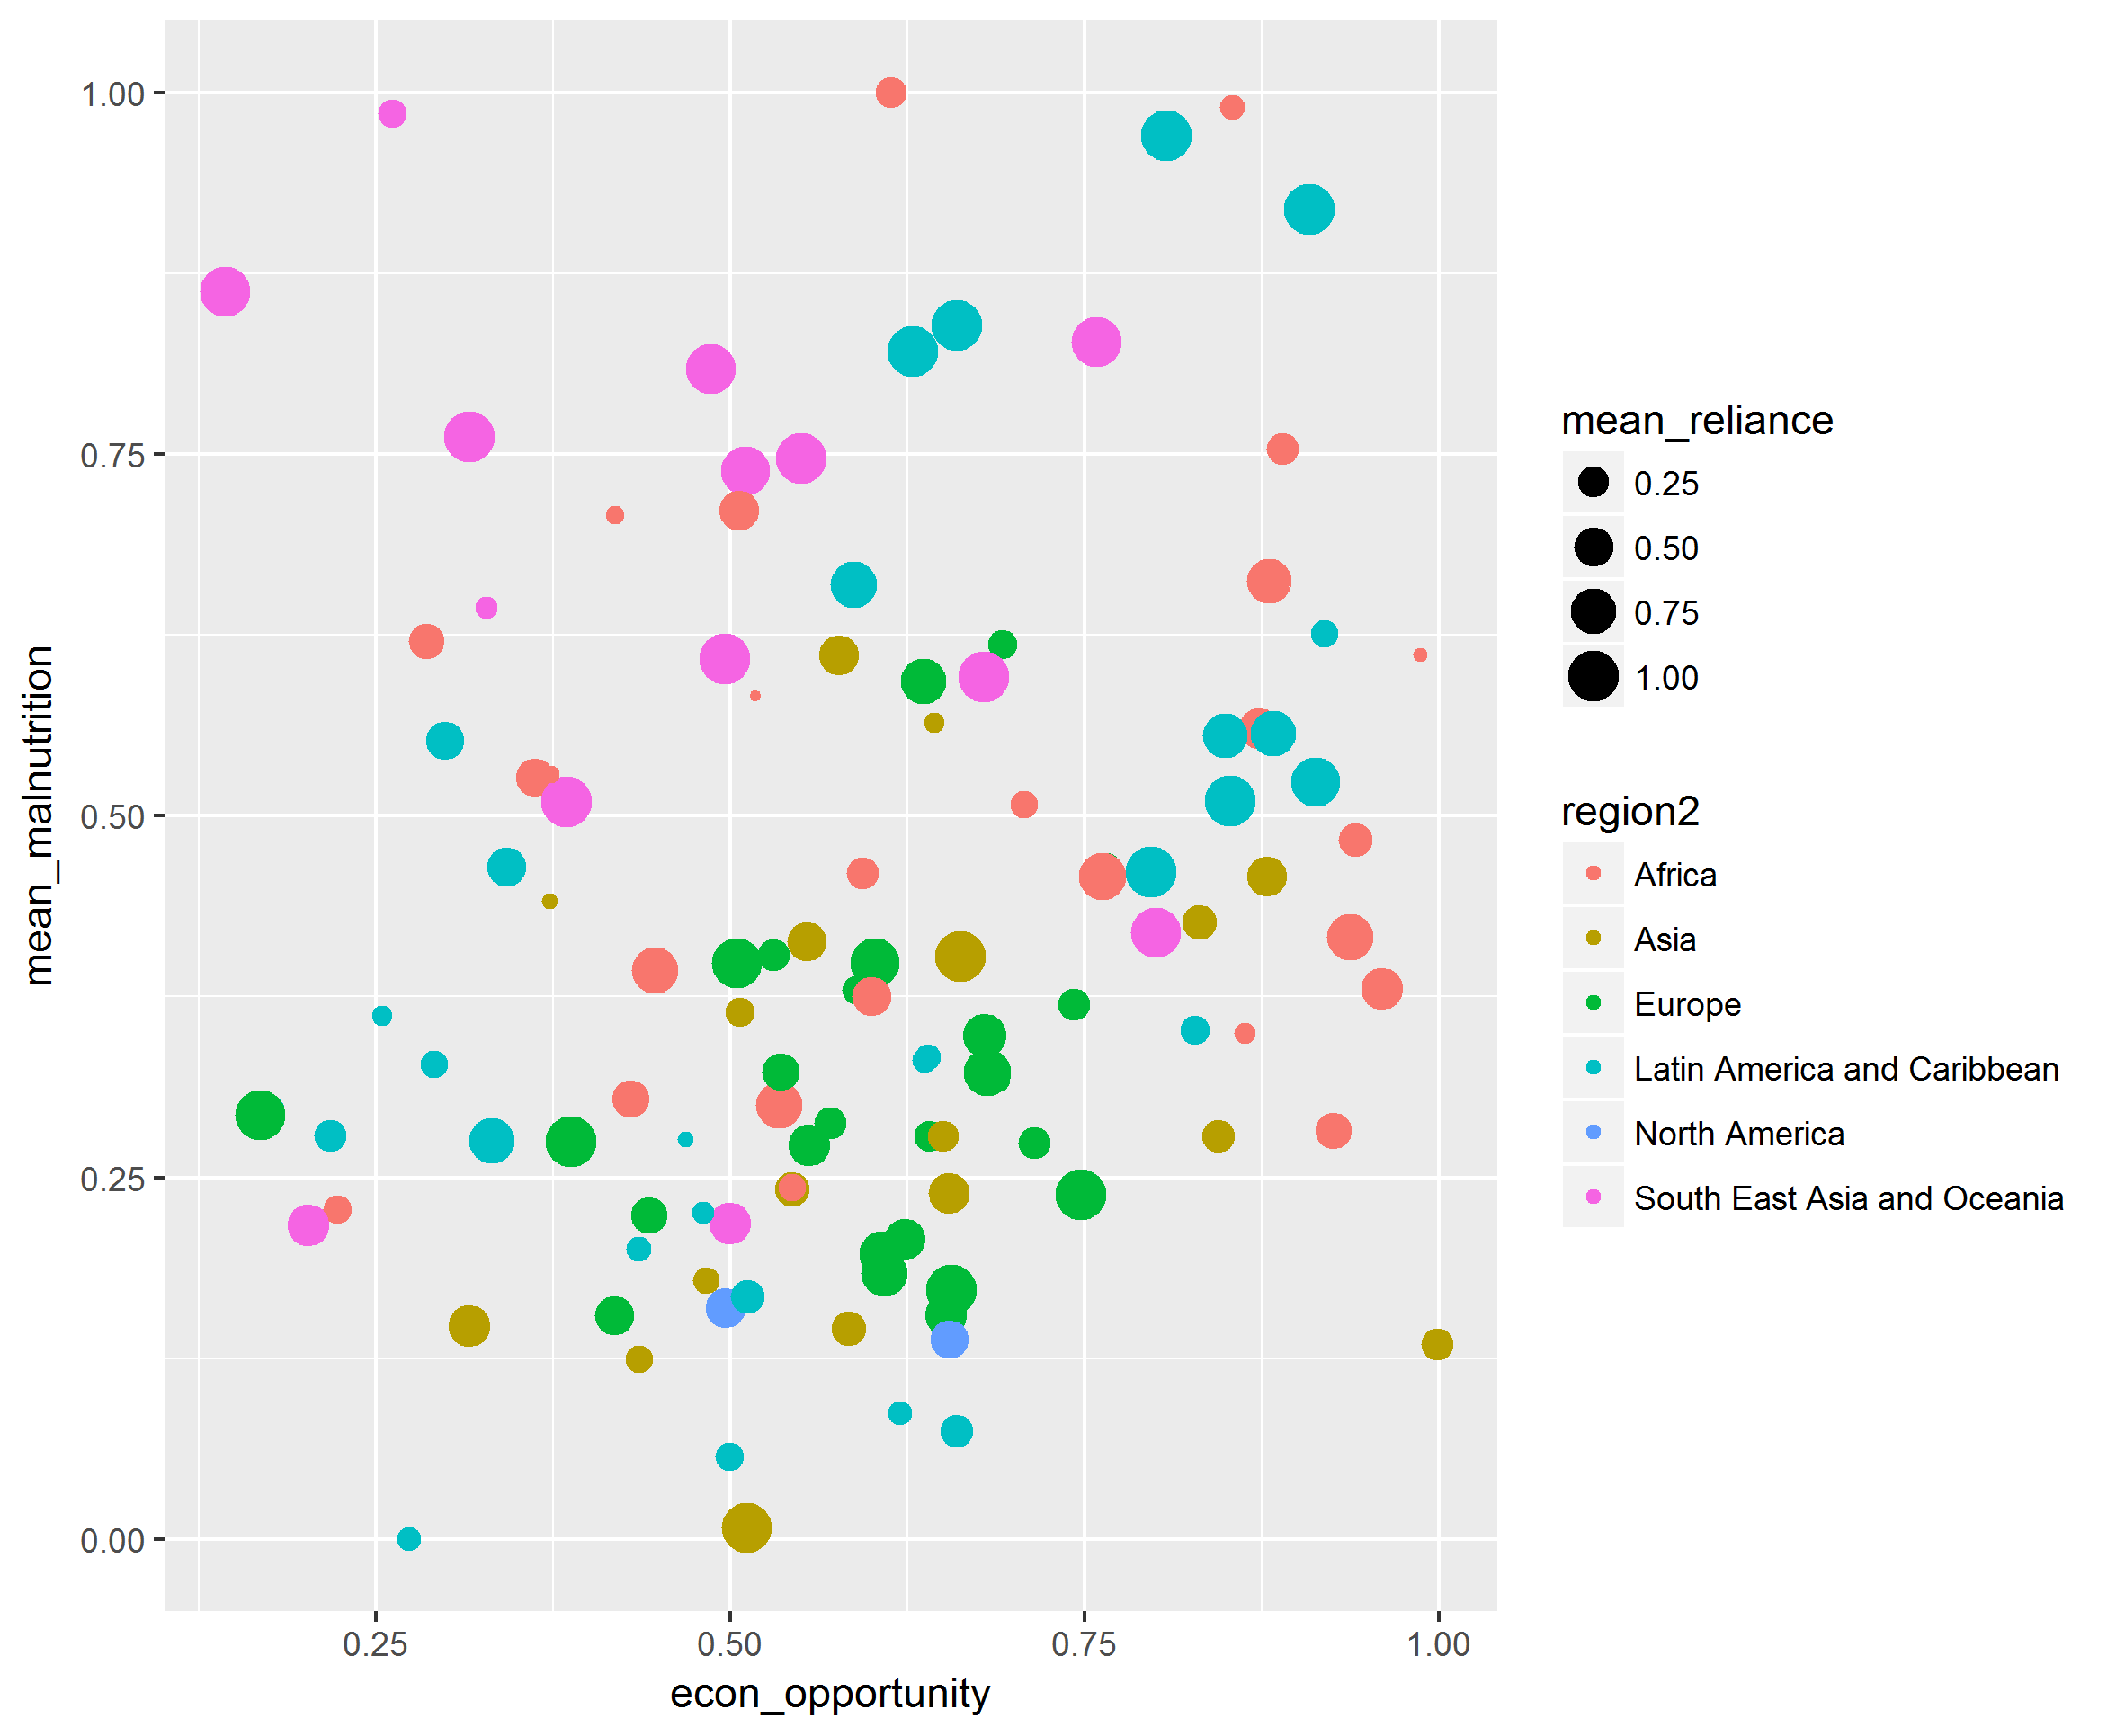 1.00
0.75
0.50
0.25
0.00
mean_malnutrition
0.25
0.50
0.75
1.00
econ_opportunity
mean_reliance
0.25
0.50
0.75
1.00
region2
Africa
Asia
Europe
Latin America and Caribbean
North America
South East Asia and Oceania